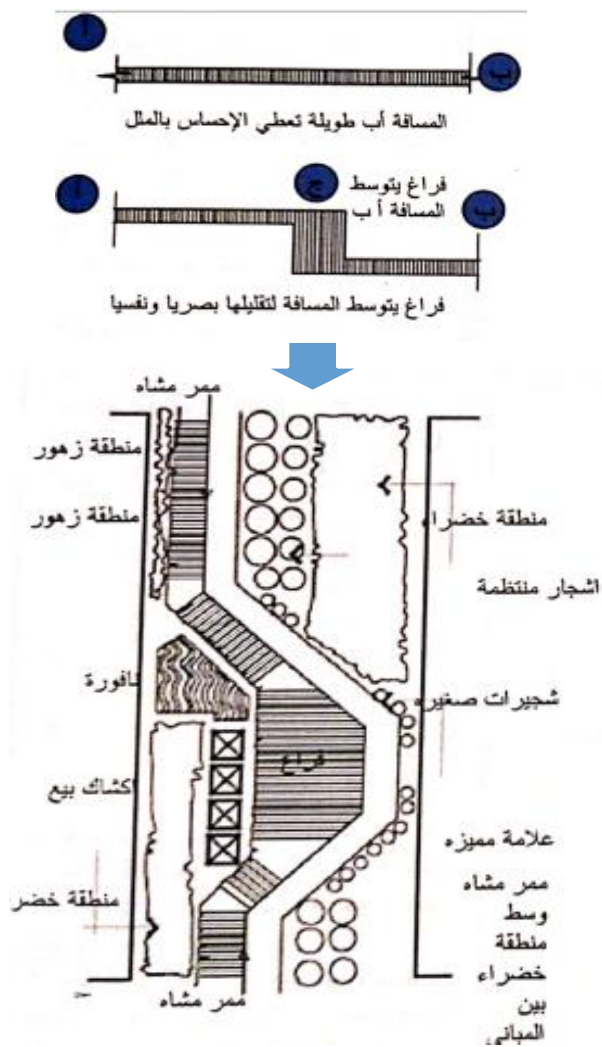 أ
ب
المسافة أب طويلة تعطي الإحساس بالملل
ج
فراغ يتوسط
المسافة أ ب
أ
ب
فراغ يتوسط المسافة لتقليلها بصريا ونفسيا
ممر مشاه
منطقة زهور
منطقة زهور
منطقة خضراء
اشجار منتظمة
نافورة
شجيرات صغيره
فراغ
اكشاك بيع
علامة مميزه
منطقة خضر
ممر مشاه
وسط
منطقة
خضراء
بين
المباني
ممر مشاه